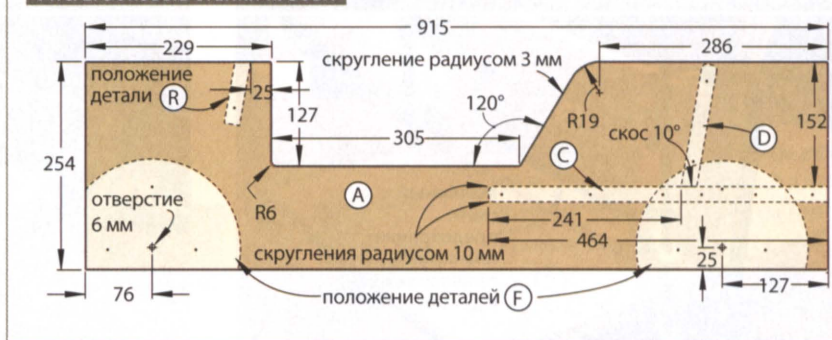 915
229
286
скругление радиусом 3 мм
положение
детали R
25
127
120°
R19
152
305
скос 10°
D
C
254
A
отверстие
6 мм
R6
241
скругления радиусом 10 мм
464
25
76
положение деталей F
127